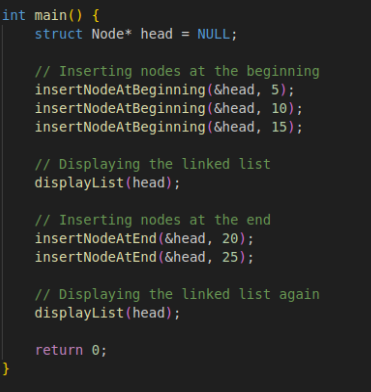 int main() {
    struct Node* head = NULL;

    // Inserting nodes at the beginning
    insertNodeAtBeginning(&head, 5);
    insertNodeAtBeginning(&head, 10);
    insertNodeAtBeginning(&head, 15);

    // Displaying the linked list
    displayList(head);

    // Inserting nodes at the end
    insertNodeAtEnd(&head, 20);
    insertNodeAtEnd(&head, 25);

    // Displaying the linked list again
    displayList(head);

    return 0;
}